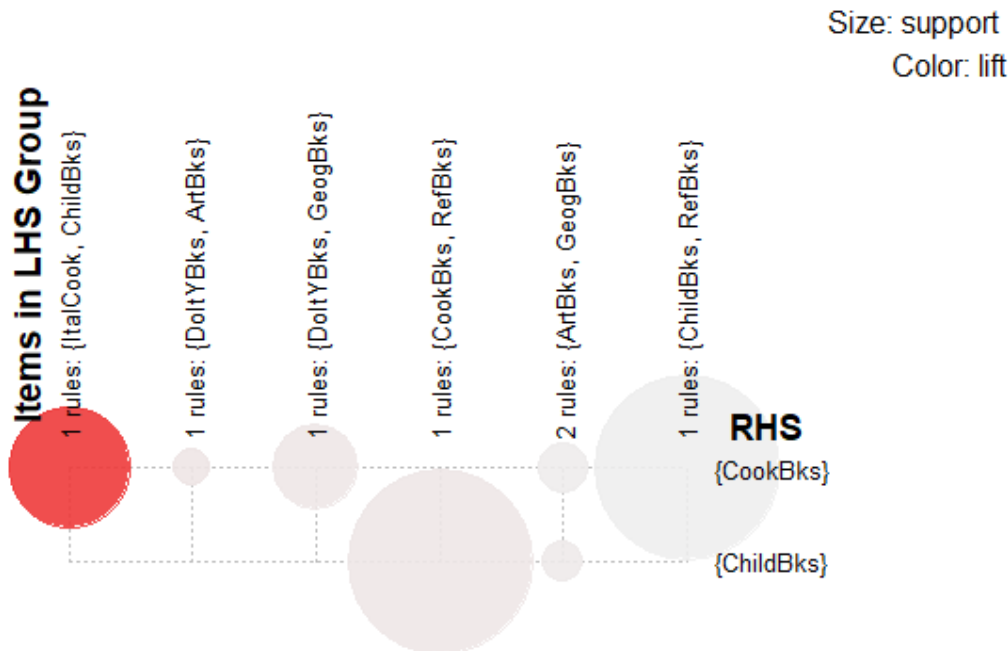 Size: support
Color: lift
Items in LHS Group
1 rules: {ItalCook, ChildBks}
1 rules: {DoItYBks, ArtBks}
1 rules: {DoItYBks, GeogBks}
1 rules: {CookBks, RefBks}
2 rules: {ArtBks, GeogBks}
1 rules: {ChildBks, RefBks}
RHS
{CookBks}
{ChildBks}